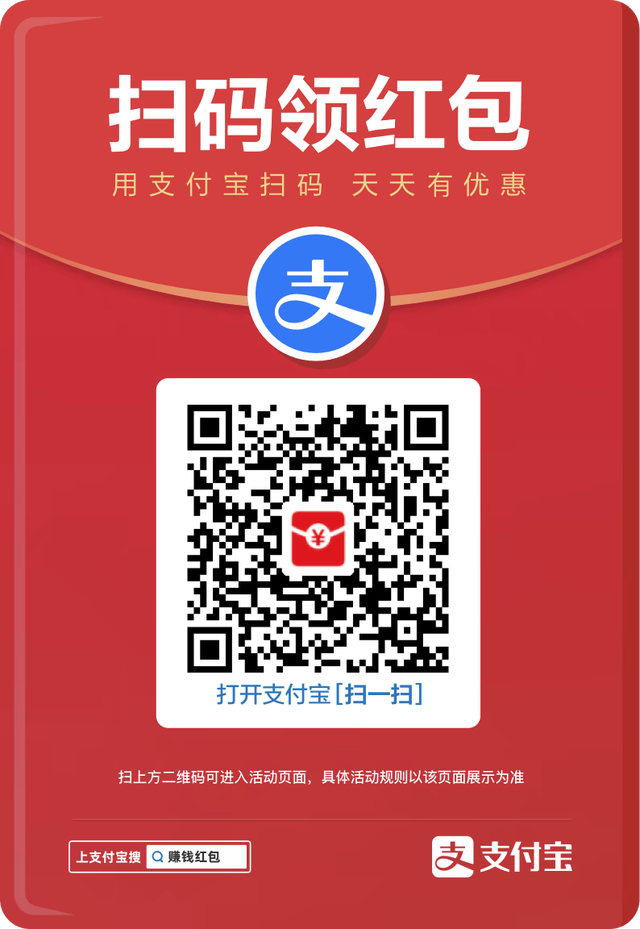 扫码领红包
用支付宝扫码 天天有优惠
支
¥
打开支付宝[扫一扫]
扫上方二维码可进入活动页面，具体活动规则以该页面展示为准
上支付宝搜 赚钱红包
支 支付宝